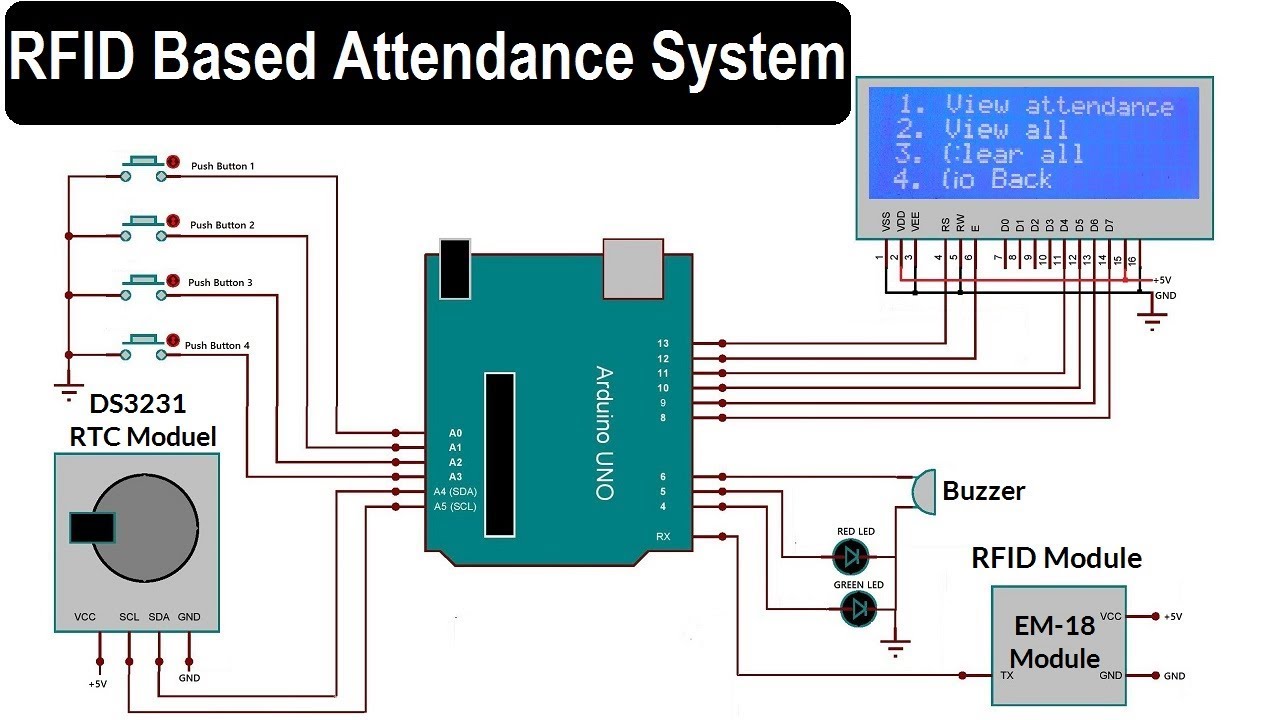 RFID Based Attendance System
1. View attendance
2. View all
3. Clear all
4. Go Back
VSS
VDD
VEE
RS
RW
E
D0
D1
D2
D3
D4
D5
D6
D7
1
2
3
4
5
6
7
8
9
10
11
12
13
14
15
16
+5V
GND
Push Button 1
Push Button 2
Push Button 3
Push Button 4
DS3231
RTC Moduel
VCC
SCL
SDA
GND
+5V
GND
A0
A1
A2
A3
A4 (SDA)
A5 (SCL)
Arduino UNO
13
12
11
10
9
8
6
5
4
RX
Buzzer
RED LED
GREEN LED
RFID Module
EM-18
Module
VCC
+5V
TX
GND
GND